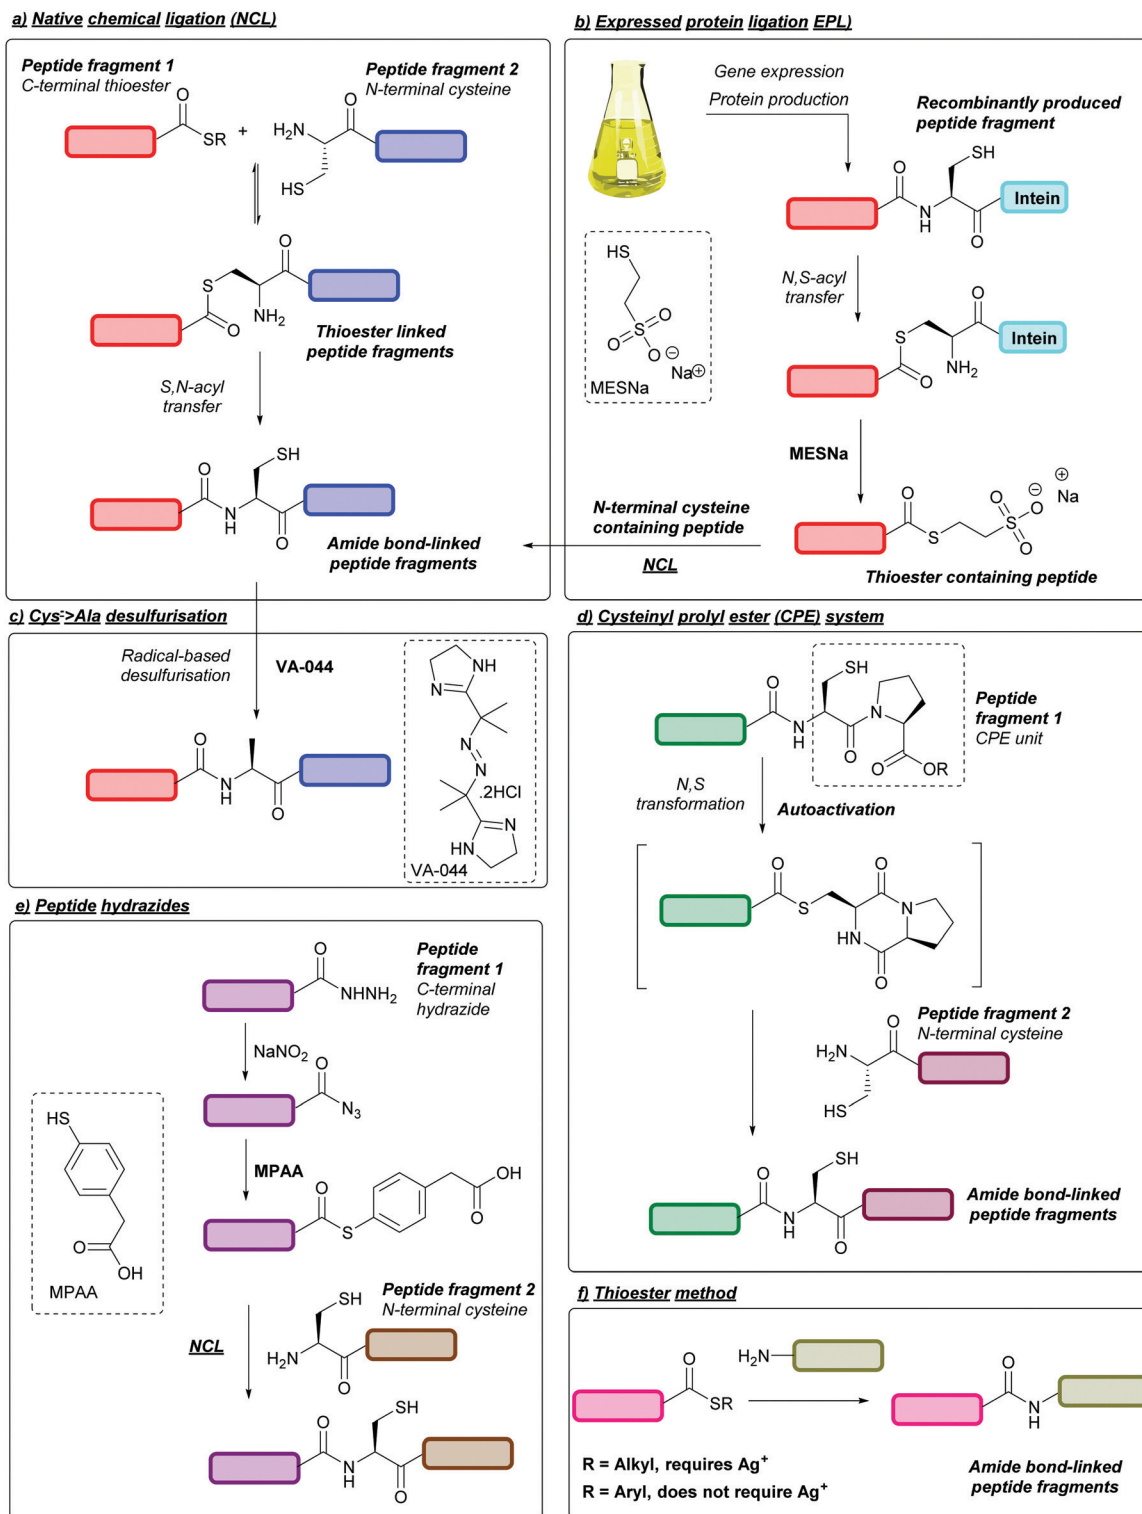 a) Native chemical ligation (NCL)
Peptide fragment 1
C-terminal thioester
Peptide fragment 2
N-terminal cysteine
O
SR
+
H2N
O
HS
O
S
O
NH2
Thioester linked
peptide fragments
S,N-acyl
transfer
SH
O
N
H
O
Amide bond-linked
peptide fragments
b) Expressed protein ligation EPL)
Gene expression
Protein production
Recombinantly produced
peptide fragment
SH
O
N
H
O
Intein
HS
O
S
O
O
⊖
Na⊕
MESNa
N,S-acyl
transfer
O
S
O
NH2
Intein
MESNa
O
S
O
S
O
O
⊖
⊕
Na
Thioester containing peptide
N-terminal cysteine
containing peptide
NCL
c) Cys->Ala desulfurisation
Radical-based
desulfurisation
VA-044
O
N
H
O
NH
N
N
N
.2HCl
N
HN
VA-044
d) Cysteinyl prolyl ester (CPE) system
SH
O
N
H
O
N
O
OR
Peptide
fragment 1
CPE unit
N,S
transformation
Autoactivation
O
S
O
N
HN
O
Peptide fragment 2
N-terminal cysteine
H2N
O
HS
SH
O
N
H
O
Amide bond-linked
peptide fragments
e) Peptide hydrazides
O
NHNH2
Peptide
fragment 1
C-terminal
hydrazide
NaNO2
O
N3
HS
O
OH
MPAA
MPAA
O
S
OH
O
Peptide fragment 2
N-terminal cysteine
NCL
SH
H2N
O
SH
O
N
H
O
f) Thioester method
O
SR
H2N
O
N
H
R = Alkyl, requires Ag+
R = Aryl, does not require Ag+
Amide bond-linked
peptide fragments